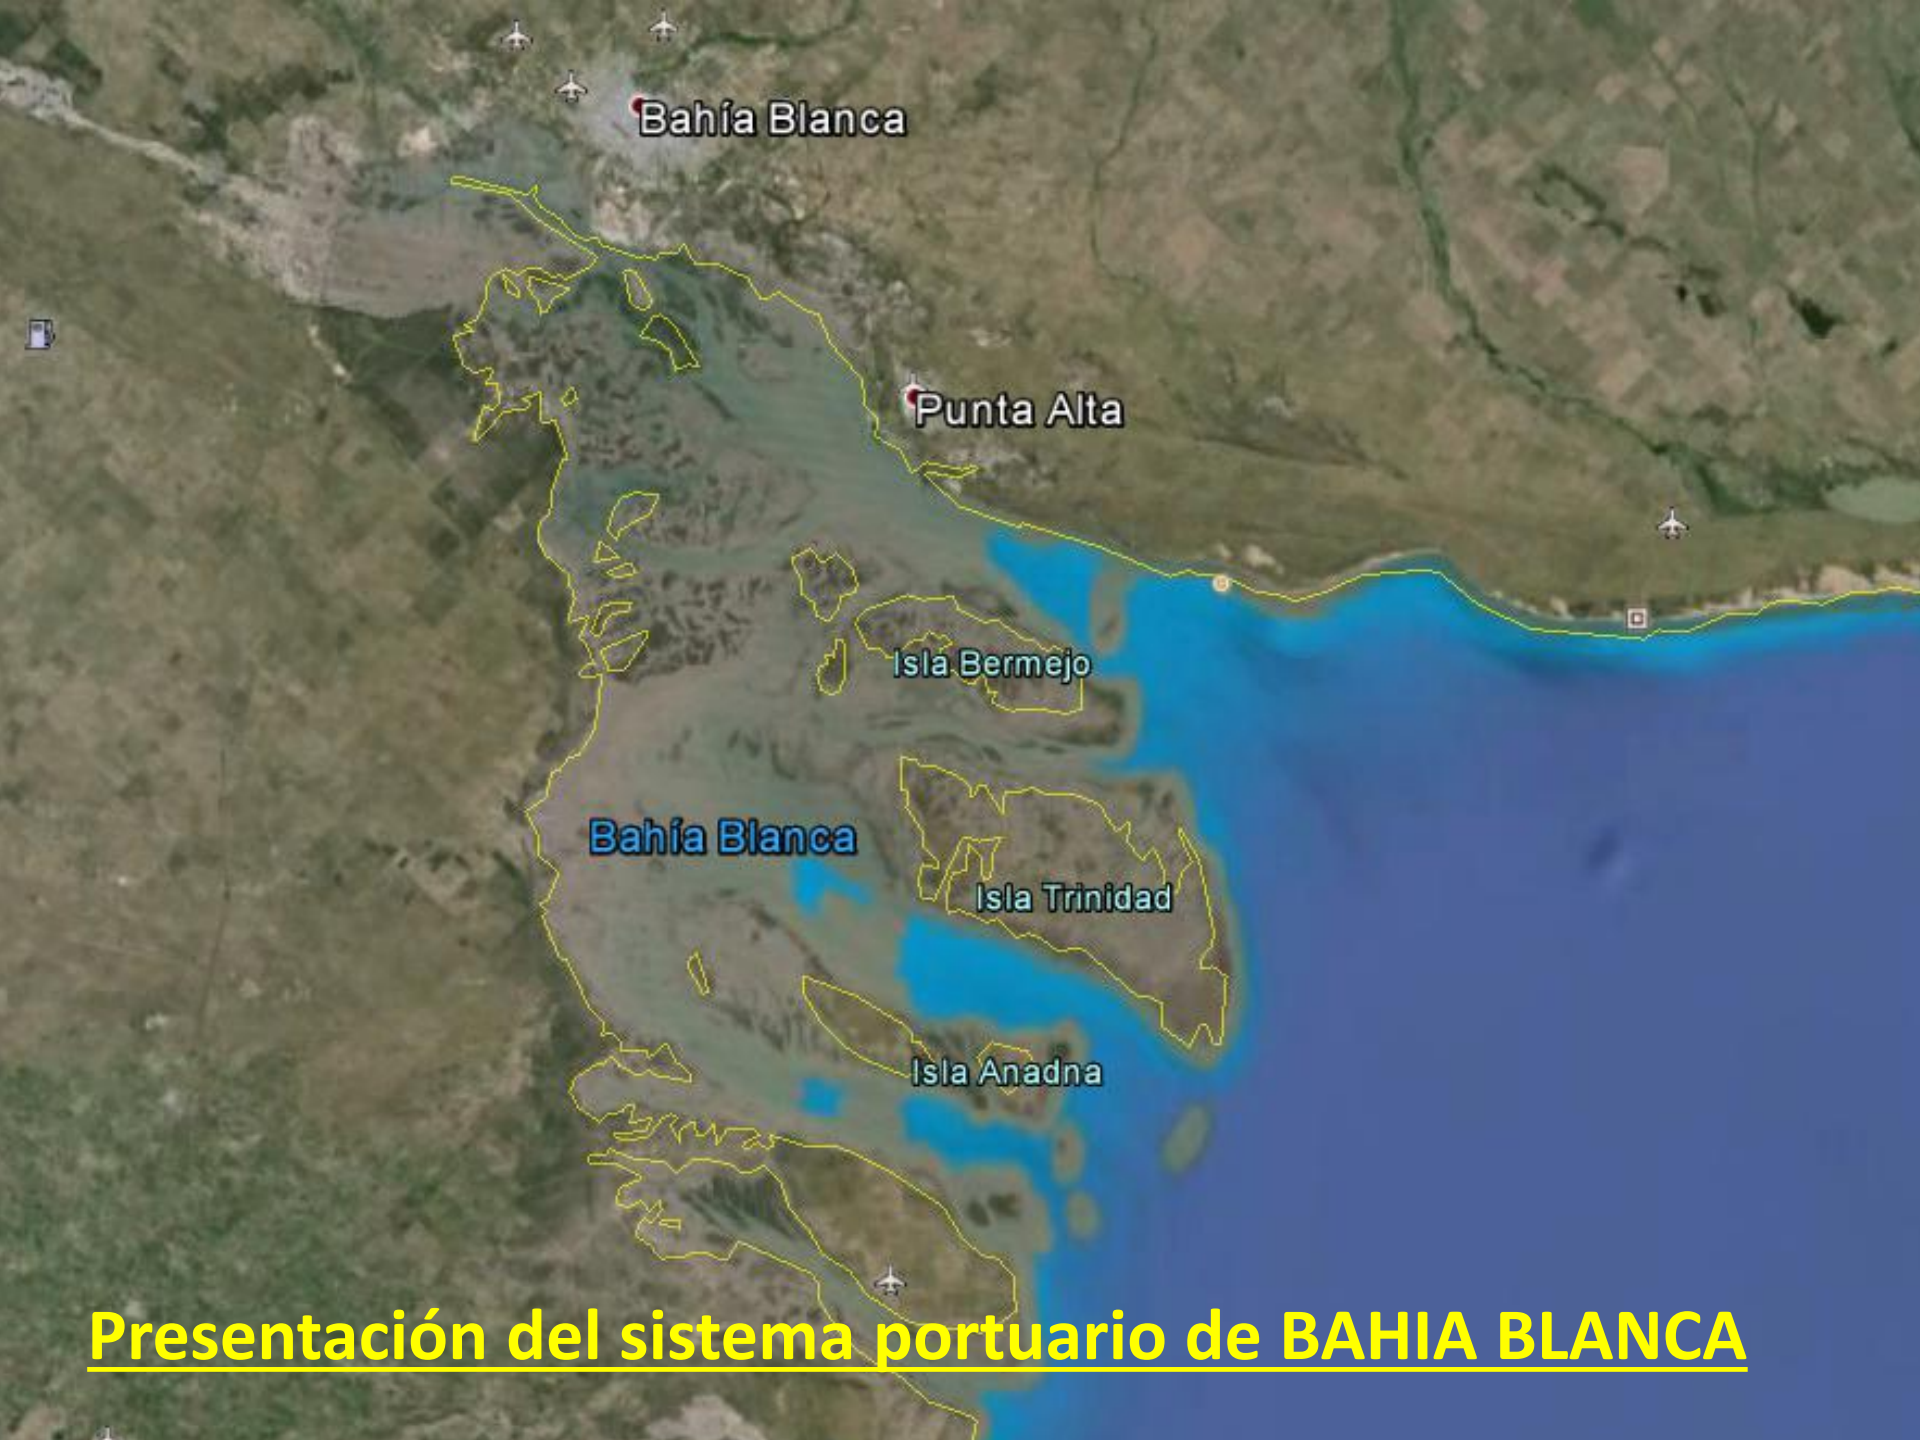 Bahía Blanca
Punta Alta
Isla Bermejo
Bahía Blanca
Isla Trinidad
Isla Anadna
Presentación del sistema portuario de BAHIA BLANCA